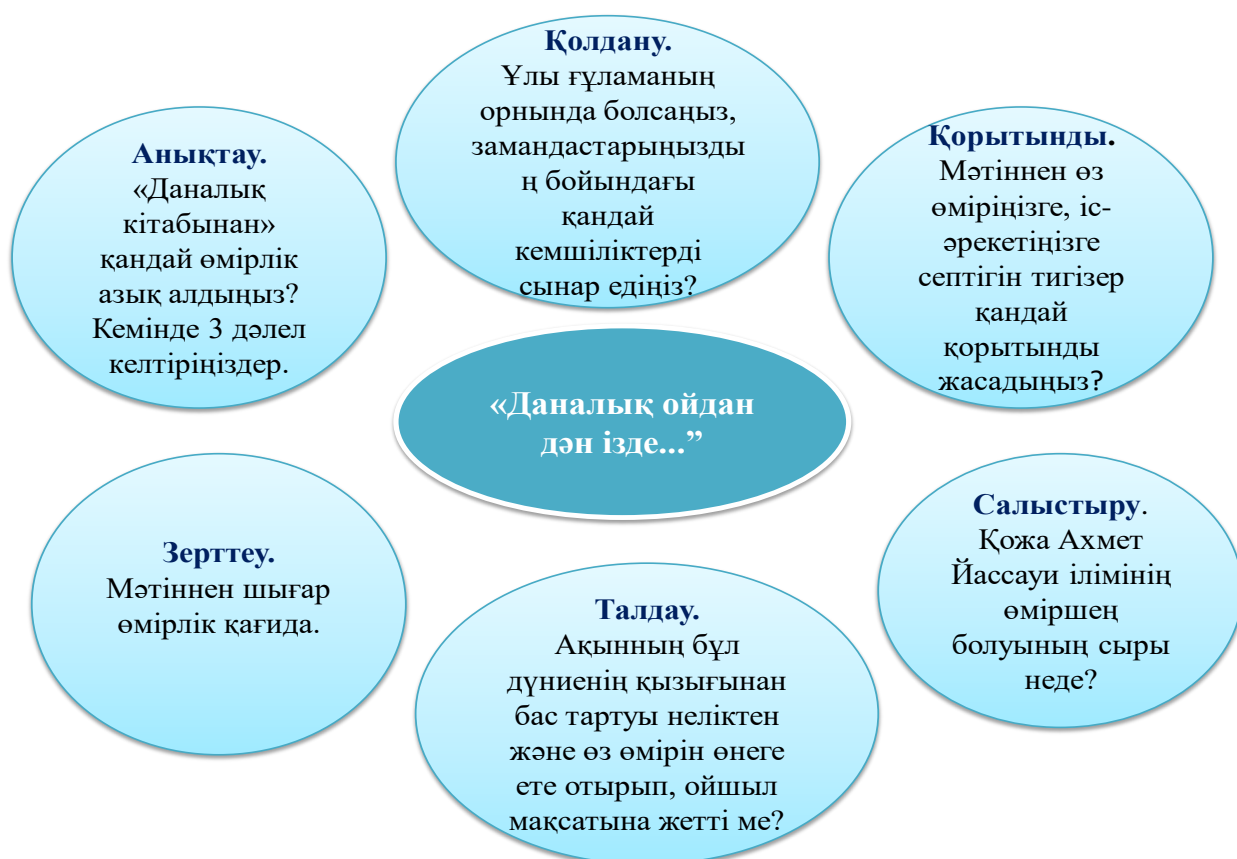 Қолдану.
Ұлы ғұламаның
орнында болсаңыз,
замандастарыңызды
ң бойындағы
қандай
кемшіліктерді
сынар едіңіз?
Анықтау.
«Даналық
кітабынан»
қандай өмірлік
азық алдыңыз?
Кемінде 3 дәлел
келтіріңіздер.
Қорытынды.
Мәтіннен өз
өміріңізге, іс-
әрекетіңізге
септігін тигізер
қандай
қорытынды
жасадыңыз?
«Даналық ойдан
дән ізде...”
Зерттеу.
Мәтіннен шығар
өмірлік қағида.
Талдау.
Ақынның бұл
дүниенің қызығынан
бас тартуы неліктен
және өз өмірін өнеге
ете отырып, ойшыл
мақсатына жетті ме?
Салыстыру.
Қожа Ахмет
Йассауи ілімінің
өміршең
болуының сыры
неде?